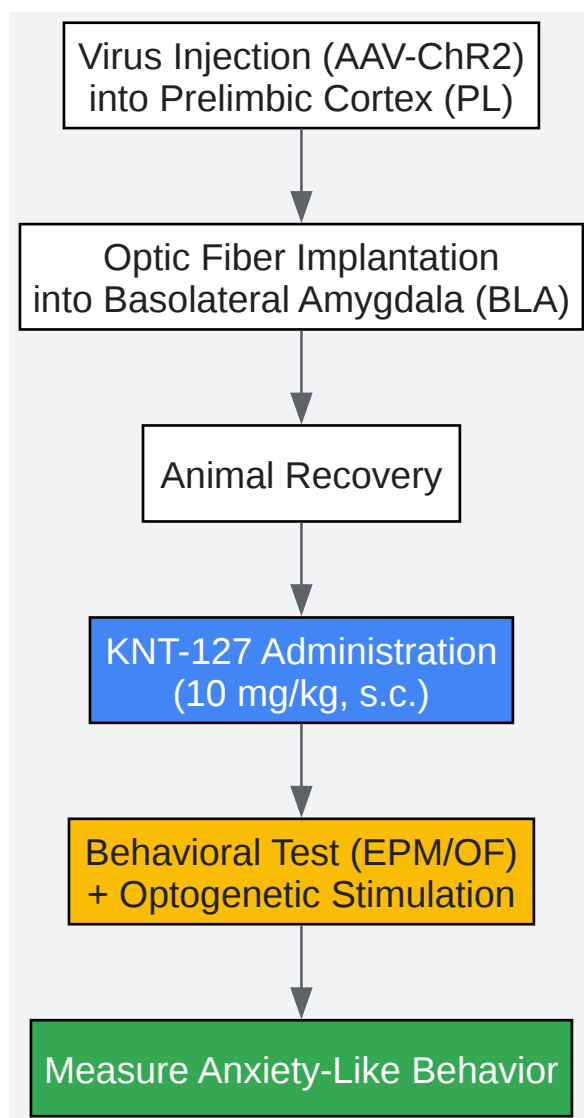 Virus Injection (AAV-ChR2)
into Prelimbic Cortex (PL)
Optic Fiber Implantation
into Basolateral Amygdala (BLA)
Animal Recovery
KNT-127 Administration
(10 mg/kg, s.c.)
Behavioral Test (EPM/OF)
+ Optogenetic Stimulation
Measure Anxiety-Like Behavior